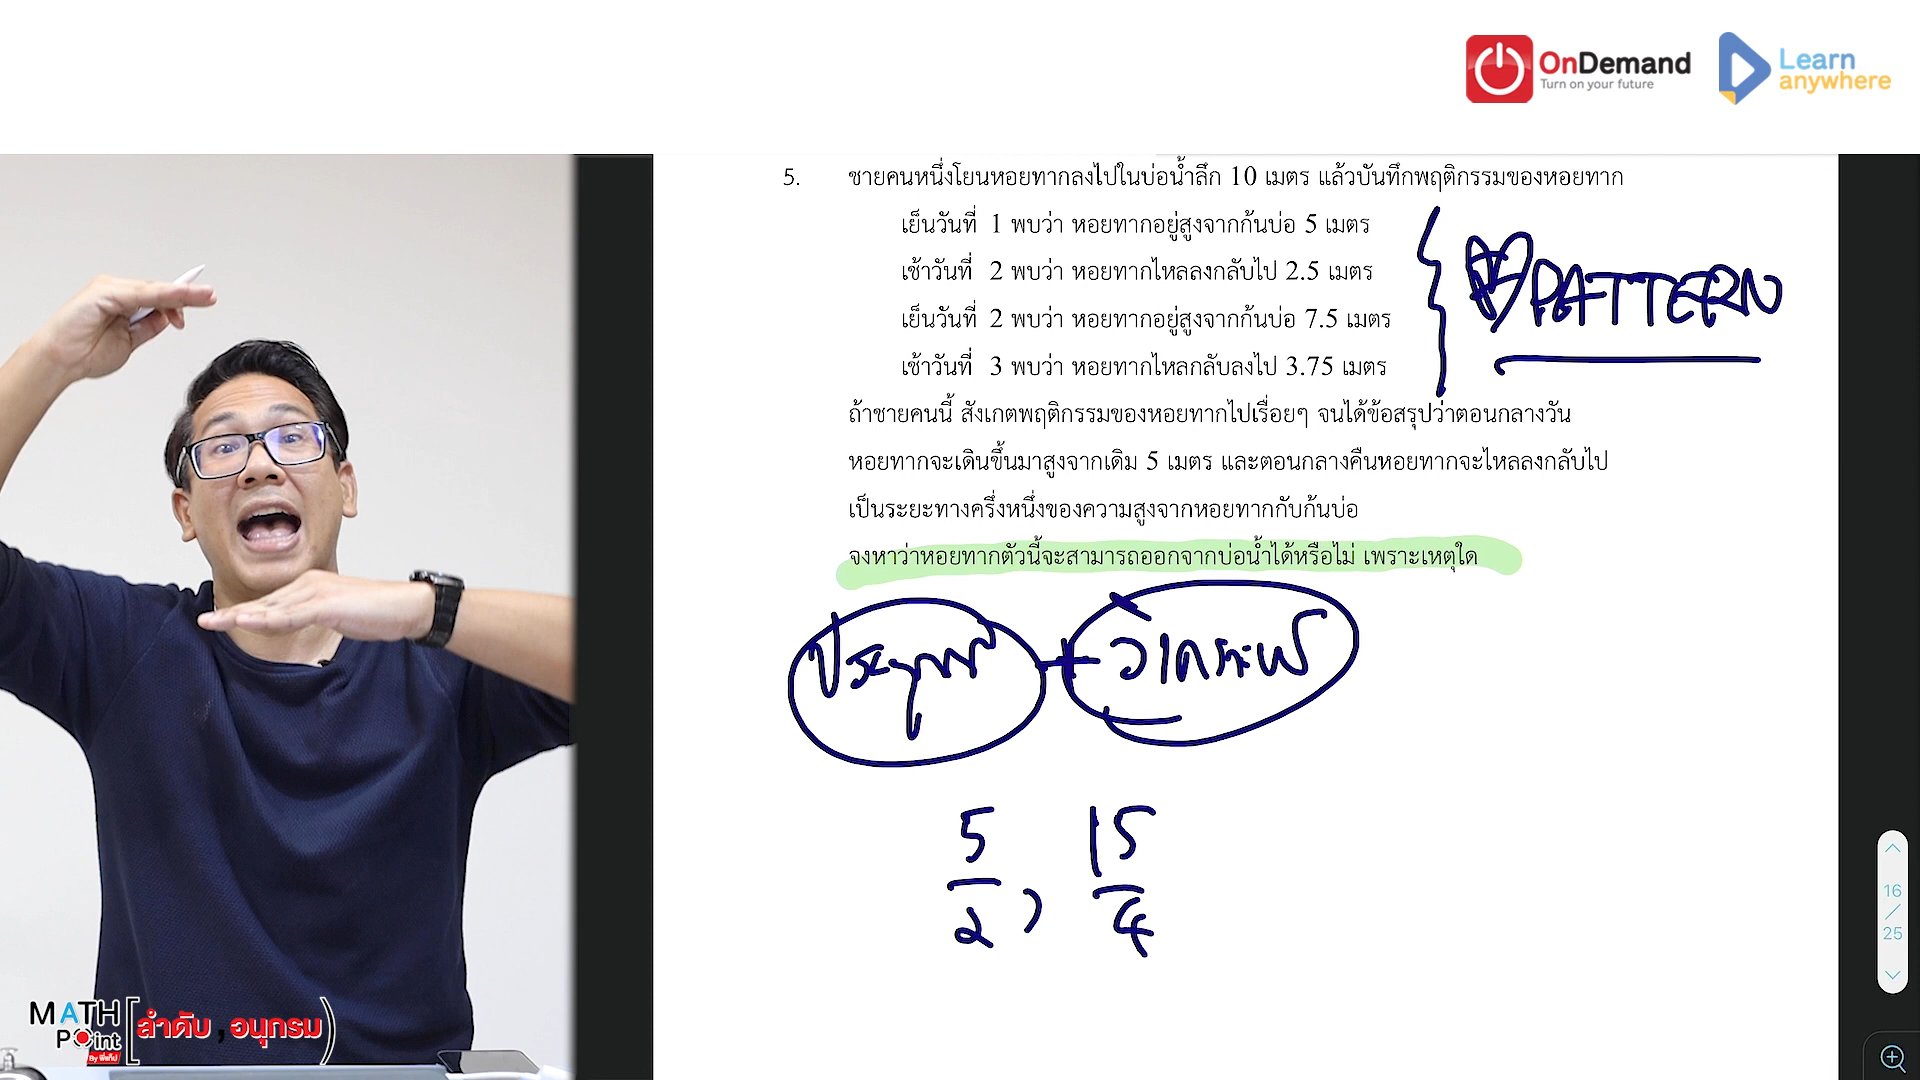 OnDemand
Turn on your future
Learn
anywhere
5. ชายคนหนึ่งโยนหอยทากลงไปในบ่อน้ำลึก 10 เมตร แล้วบันทึกพฤติกรรมของหอยทาก
เย็นวันที่ 1 พบว่า หอยทากอยู่สูงจากก้นบ่อ 5 เมตร
เช้าวันที่ 2 พบว่า หอยทากไหลลงกลับไป 2.5 เมตร
เย็นวันที่ 2 พบว่า หอยทากอยู่สูงจากก้นบ่อ 7.5 เมตร
เช้าวันที่ 3 พบว่า หอยทากไหลกลับลงไป 3.75 เมตร
PATTERN
ถ้าชายคนนี้ สังเกตพฤติกรรมของหอยทากไปเรื่อยๆ จนได้ข้อสรุปว่าตอนกลางวัน
หอยทากจะเดินขึ้นมาสูงจากเดิม 5 เมตร และตอนกลางคืนหอยทากจะไหลลงกลับไป
เป็นระยะทางครึ่งหนึ่งของความสูงจากหอยทากกับก้นบ่อ
จงหาว่าหอยทากตัวนี้จะสามารถออกจากบ่อน้ำได้หรือไม่ เพราะเหตุใด
ประยุกต์ + วิเคราะห์
5/2, 15/4
16
/
25
MATH
Point
By พี่แท๊ป
[ลำดับ , อนุกรม)